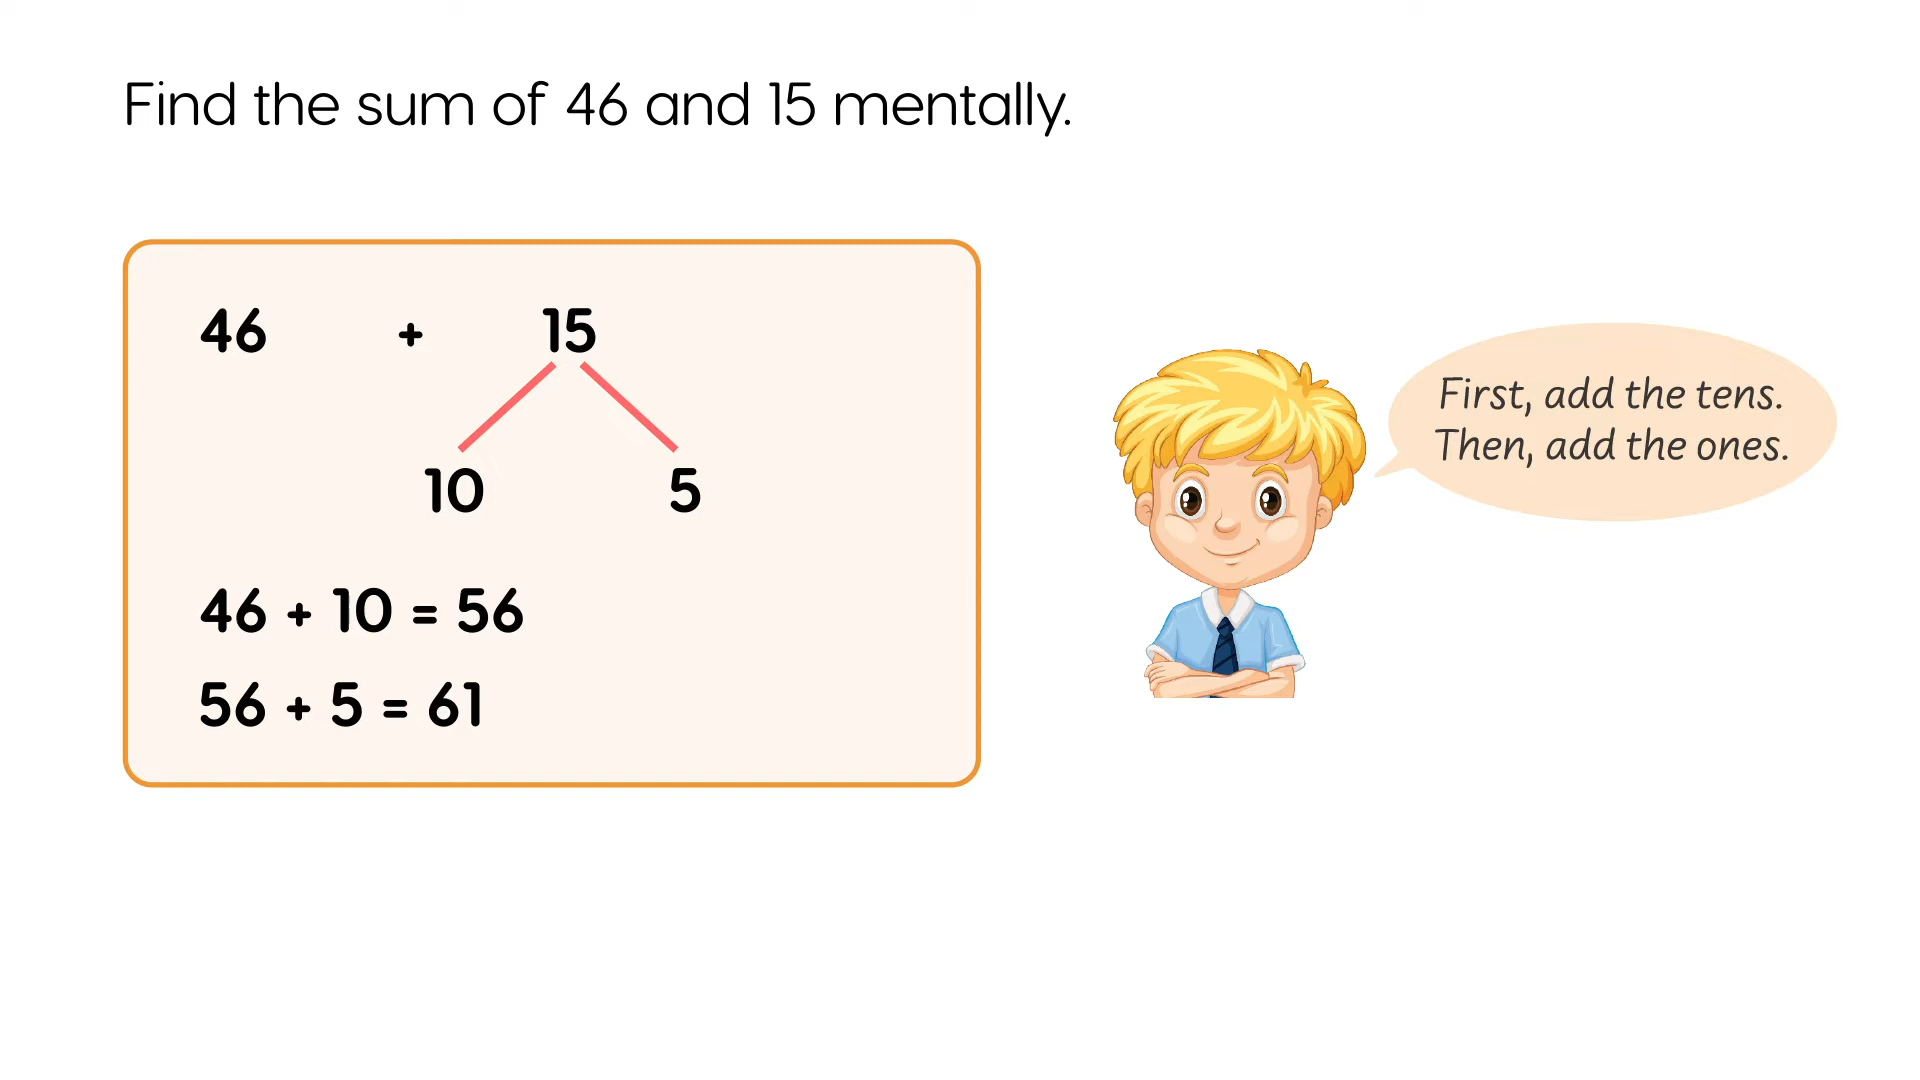 Find the sum of 46 and 15 mentally.
46 + 15
10 5
46 + 10 = 56
56 + 5 = 61
First, add the tens.
Then, add the ones.